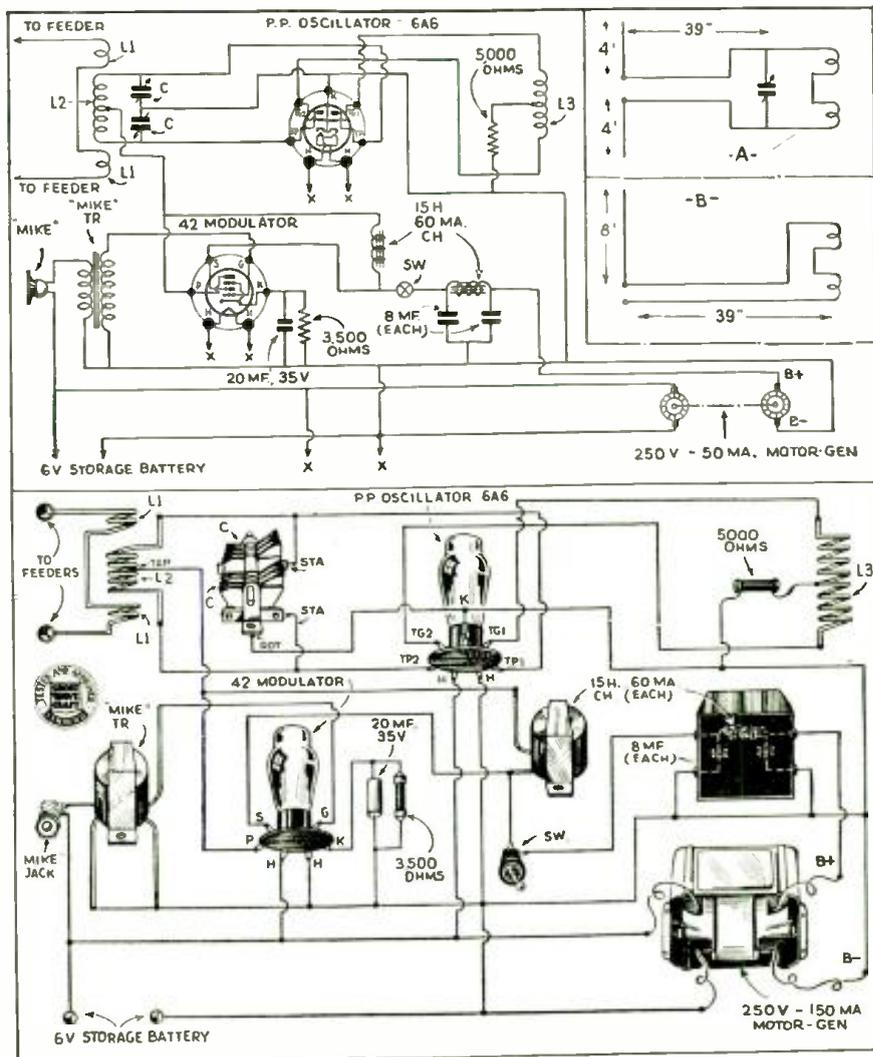 TO FEEDER
L1
P.P. OSCILLATOR - 6A6
L2
C
C
K
H
H
X
X
5000
OHMS
L3
TO FEEDER
L1
39"
4'
4'
-A-
-B-
8'
39"
"MIKE"
TR
"MIKE"
42 MODULATOR
S
G
P
K
H
H
X
X
15 H
60 MA.
CH
SW
8 MF.
(EACH)
3,500
OHMS
20 MF, 35V
B+
B-
6V STORAGE BATTERY
X
X
250 V - 50 MA. MOTOR-GEN
P.P OSCILLATOR 6A6
L1
TO
FEEDERS
TAP
L2
L1
C
C
STA
STA
ROT
K
TG2
TG1
TP2
TP1
H
H
5000
OHMS
L3
42 MODULATOR
"MIKE"
TR
20 MF.
35V
15H. 60 MA
CH (EACH)
8 MF
(EACH)
S
G
P
K
H
H
3,500
OHMS
SW
MIKE
JACK
B+
B-
6V STORAGE BATTERY
250 V - 150 MA
MOTOR-GEN